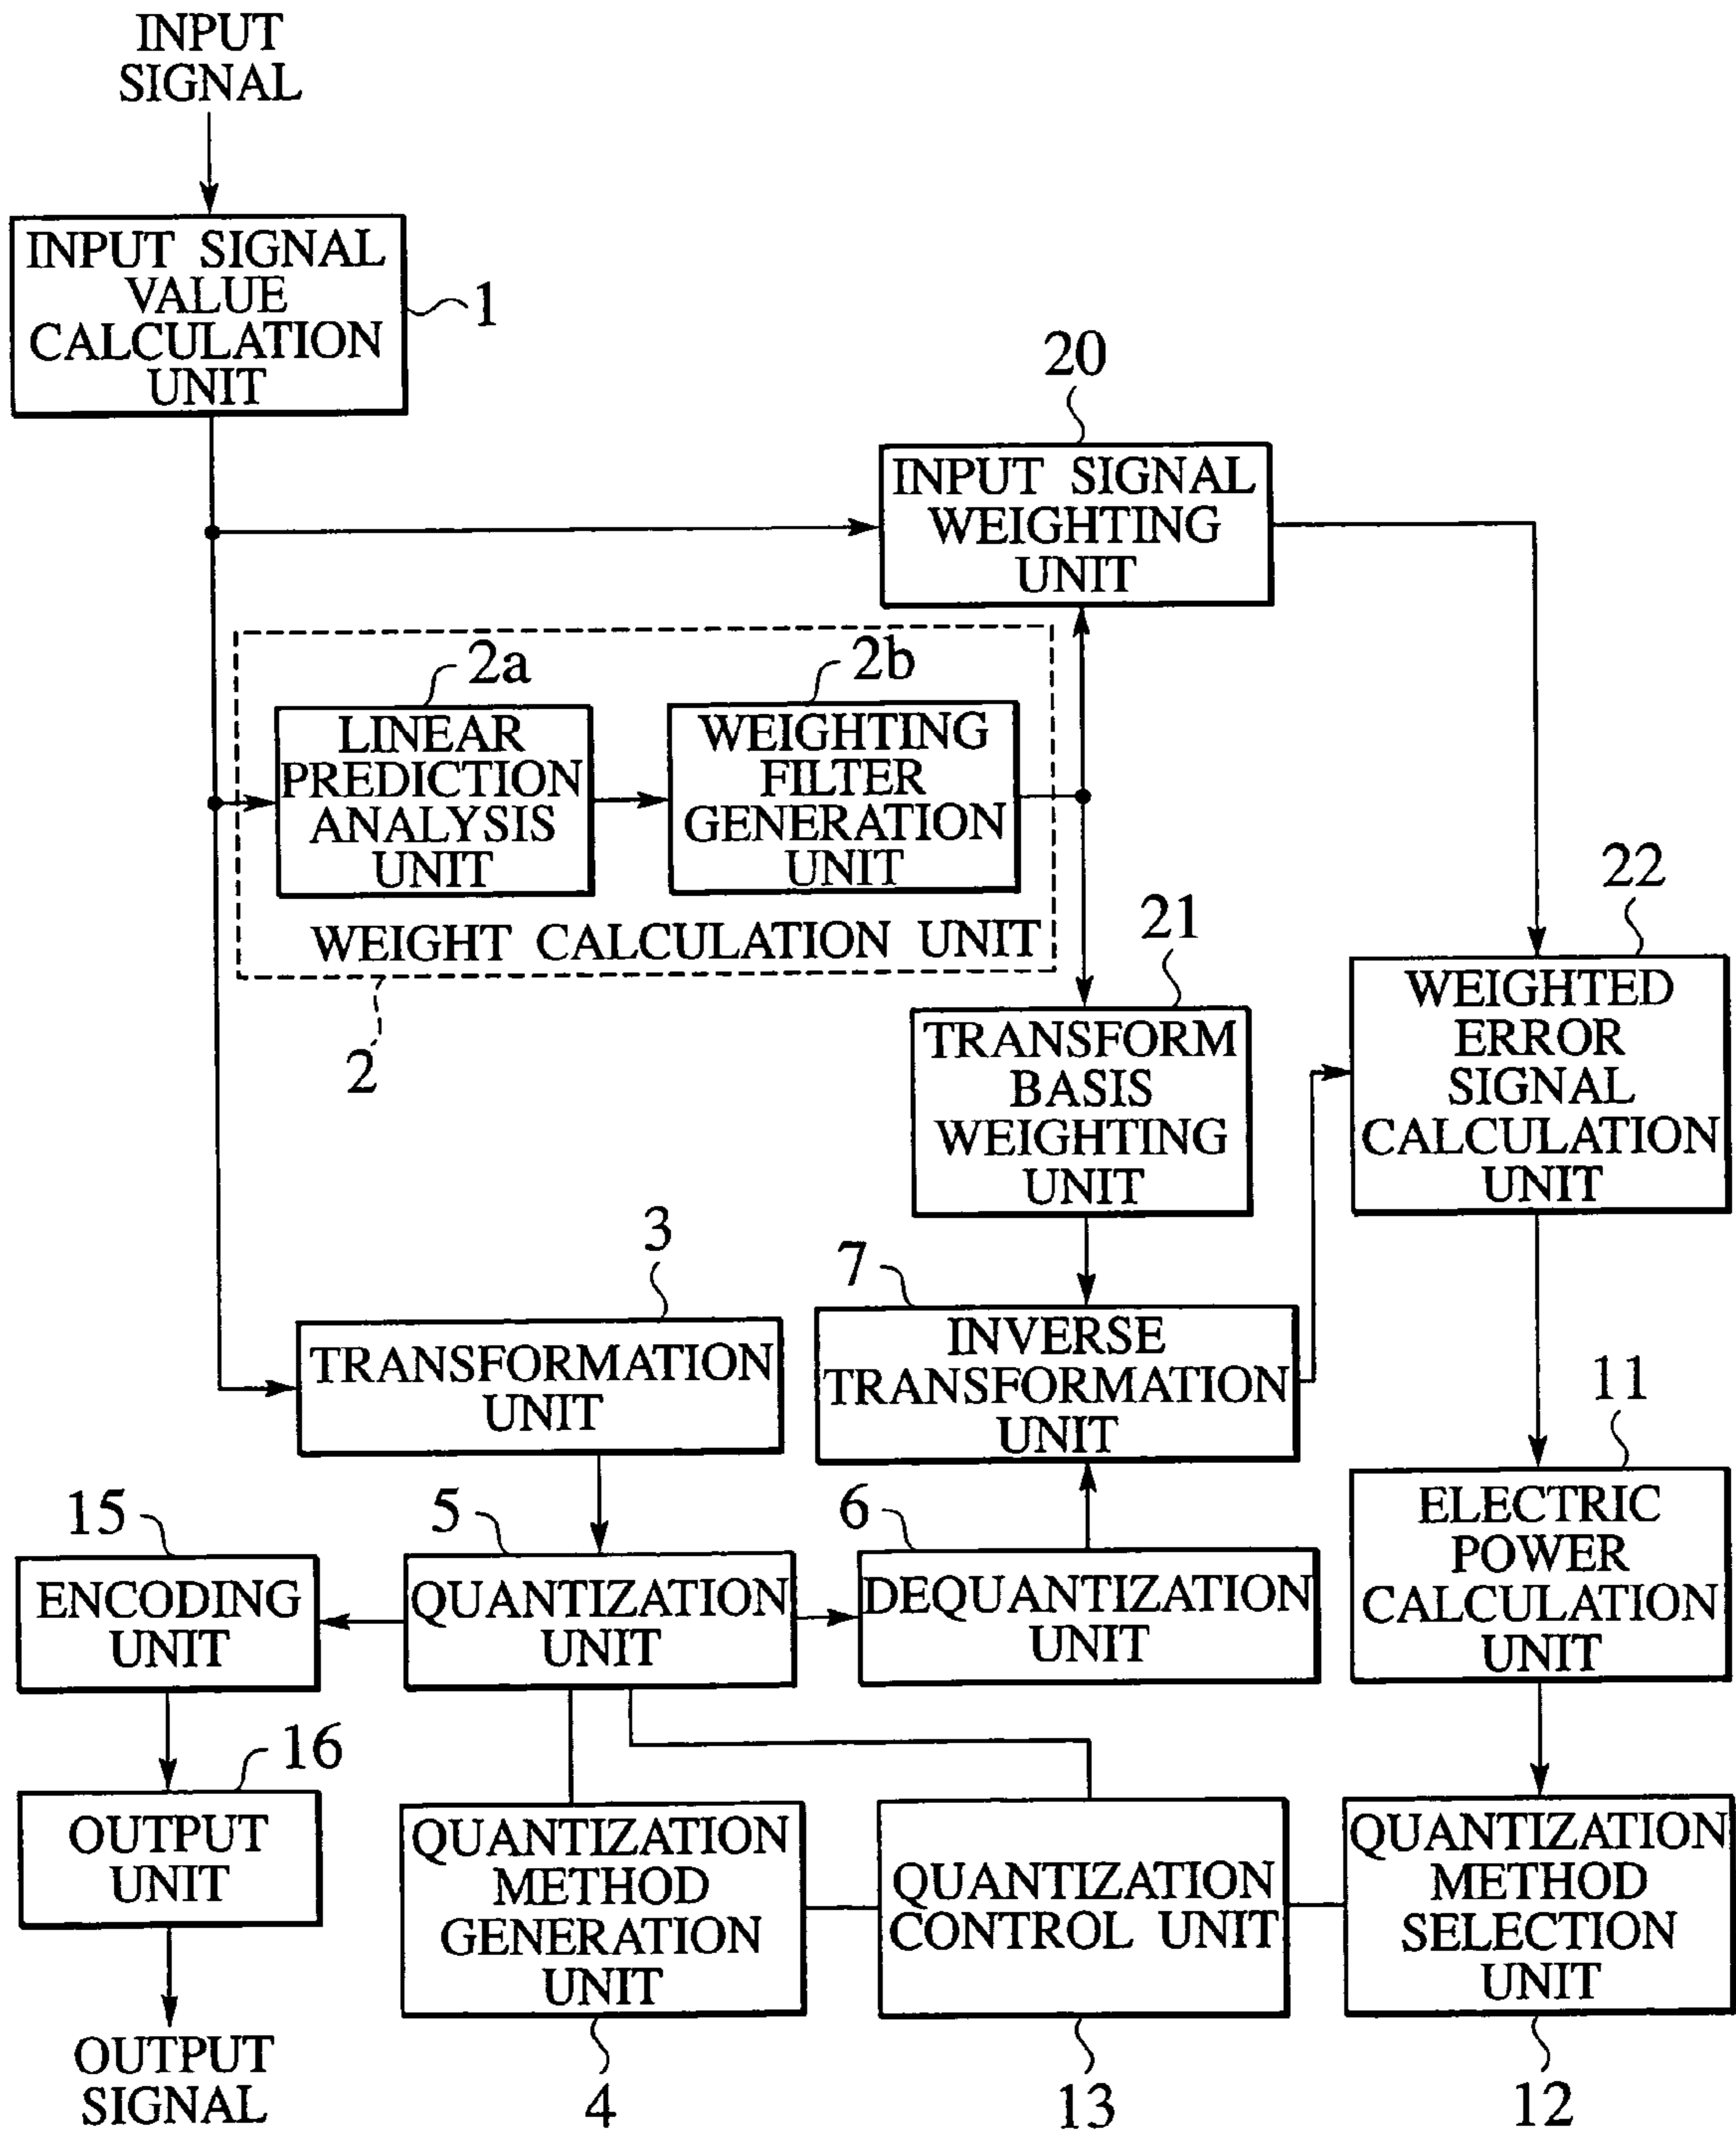 INPUT
SIGNAL
INPUT SIGNAL
VALUE
CALCULATION
UNIT
1
20
INPUT SIGNAL
WEIGHTING
UNIT
2a
LINEAR
PREDICTION
ANALYSIS
UNIT
2b
WEIGHTING
FILTER
GENERATION
UNIT
WEIGHT CALCULATION UNIT
2
21
TRANSFORM
BASIS
WEIGHTING
UNIT
22
WEIGHTED
ERROR
SIGNAL
CALCULATION
UNIT
3
TRANSFORMATION
UNIT
7
INVERSE
TRANSFORMATION
UNIT
11
ELECTRIC
POWER
CALCULATION
UNIT
15
ENCODING
UNIT
5
QUANTIZATION
UNIT
6
DEQUANTIZATION
UNIT
16
OUTPUT
UNIT
QUANTIZATION
METHOD
GENERATION
UNIT
4
QUANTIZATION
CONTROL UNIT
13
QUANTIZATION
METHOD
SELECTION
UNIT
12
OUTPUT
SIGNAL